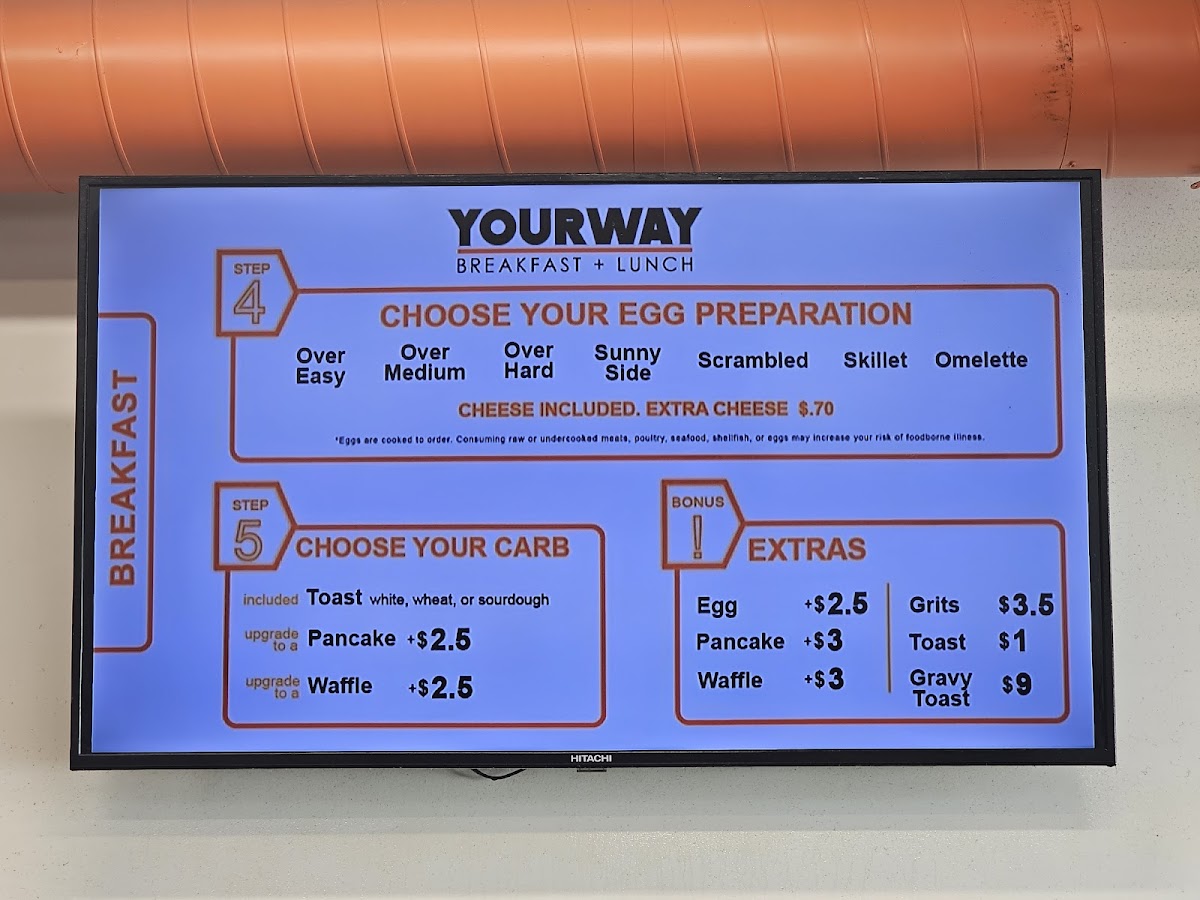 YOURWAY
BREAKFAST + LUNCH
BREAKFAST
STEP
4
CHOOSE YOUR EGG PREPARATION
Over Easy
Over Medium
Over Hard
Sunny Side
Scrambled
Skillet
Omelette
CHEESE INCLUDED. EXTRA CHEESE $.70
*Eggs are cooked to order. Consuming raw or undercooked meats, poultry, seafood, shellfish, or eggs may increase your risk of foodborne illness.
STEP
5
CHOOSE YOUR CARB
included Toast white, wheat, or sourdough
upgrade to a Pancake +$2.5
upgrade to a Waffle +$2.5
BONUS
!
EXTRAS
Egg +$2.5
Pancake +$3
Waffle +$3
Grits $3.5
Toast $1
Gravy Toast $9
HITACHI